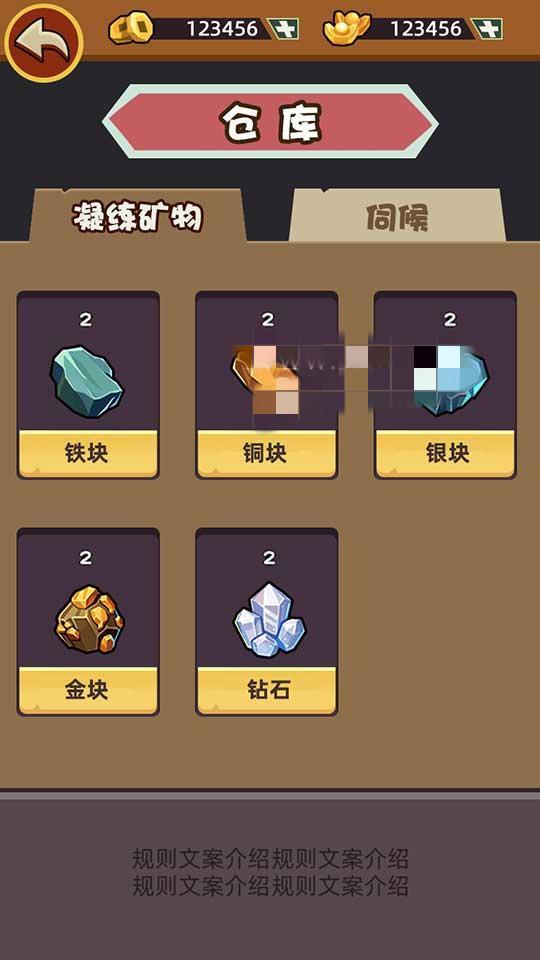 123456 123456
仓库
凝练矿物 伺候
2 2 2
铁块 铜块 银块
2 2
金块 钻石
规则文案介绍规则文案介绍
规则文案介绍规则文案介绍